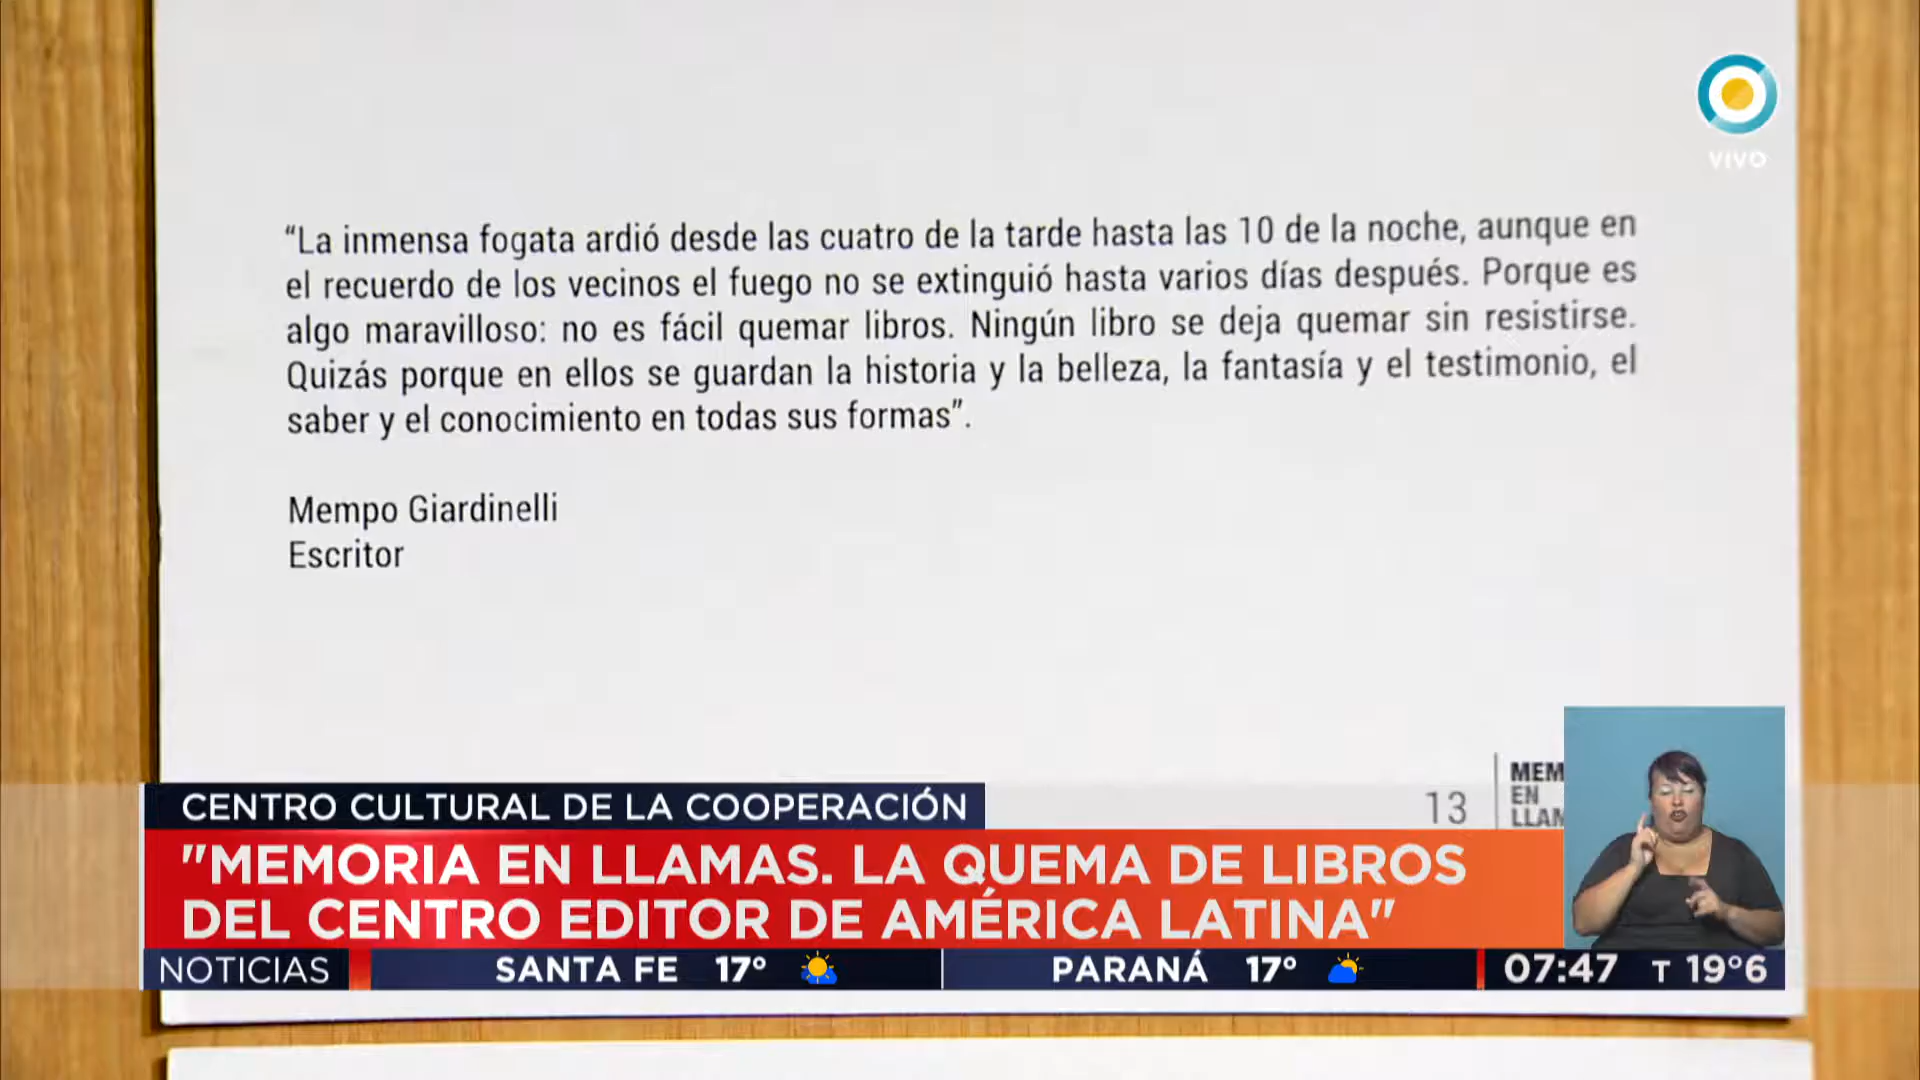 VIVO
“La inmensa fogata ardió desde las cuatro de la tarde hasta las 10 de la noche, aunque en
el recuerdo de los vecinos el fuego no se extinguió hasta varios días después. Porque es
algo maravilloso: no es fácil quemar libros. Ningún libro se deja quemar sin resistirse.
Quizás porque en ellos se guardan la historia y la belleza, la fantasía y el testimonio, el
saber y el conocimiento en todas sus formas”.
Mempo Giardinelli
Escritor
13
MEM
EN
LLAM
CENTRO CULTURAL DE LA COOPERACIÓN
"MEMORIA EN LLAMAS. LA QUEMA DE LIBROS
DEL CENTRO EDITOR DE AMÉRICA LATINA"
NOTICIAS SANTA FE 17° PARANÁ 17° 07:47 T 19°6